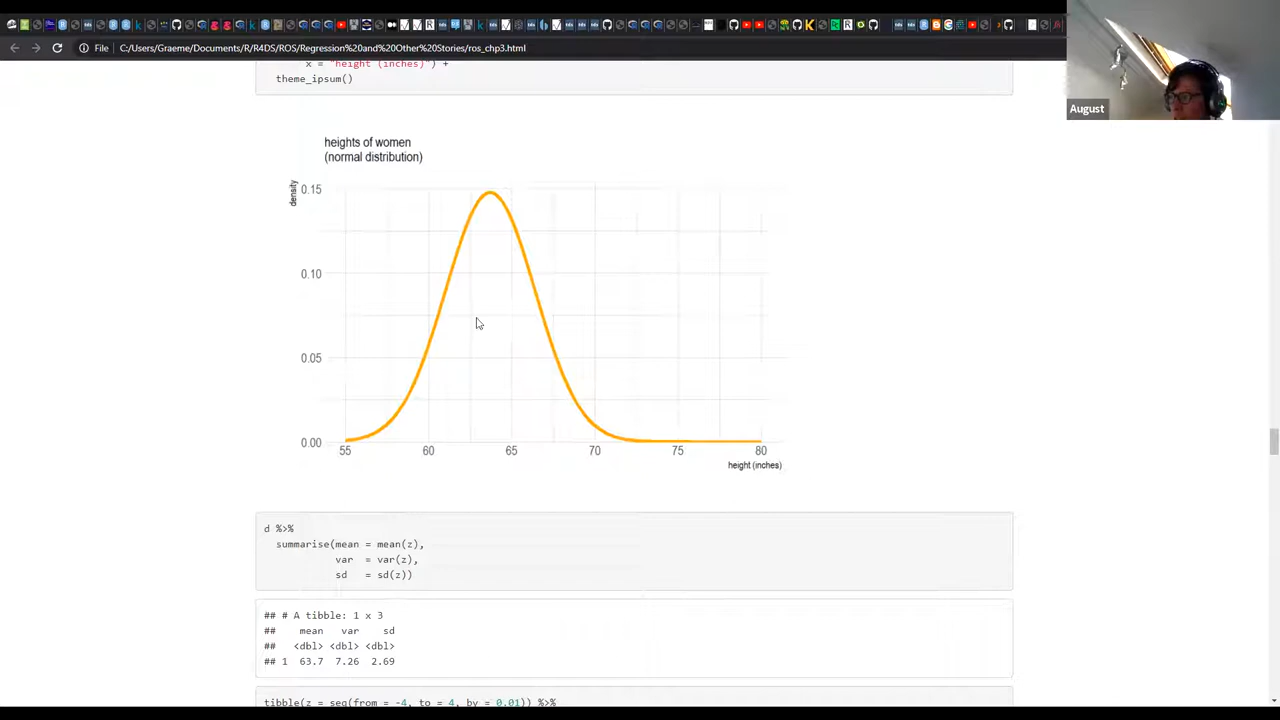 File
C:/Users/Graeme/Documents/R/R4DS/ROS/Regression%20and%20Other%20Stories/ros_chp3.html
August
x = "height (inches)") +
theme_ipsum()
heights of women
(normal distribution)
density
0.15
0.10
0.05
0.00
55 60 65 70 75 80
height (inches)
d %>%
summarise(mean = mean(z),
var = var(z),
sd = sd(z))
## # A tibble: 1 x 3
## mean var sd
## <dbl> <dbl> <dbl>
## 1 63.7 7.26 2.69
tibble(z = seq(from = -4, to = 4, by = 0.01)) %>%